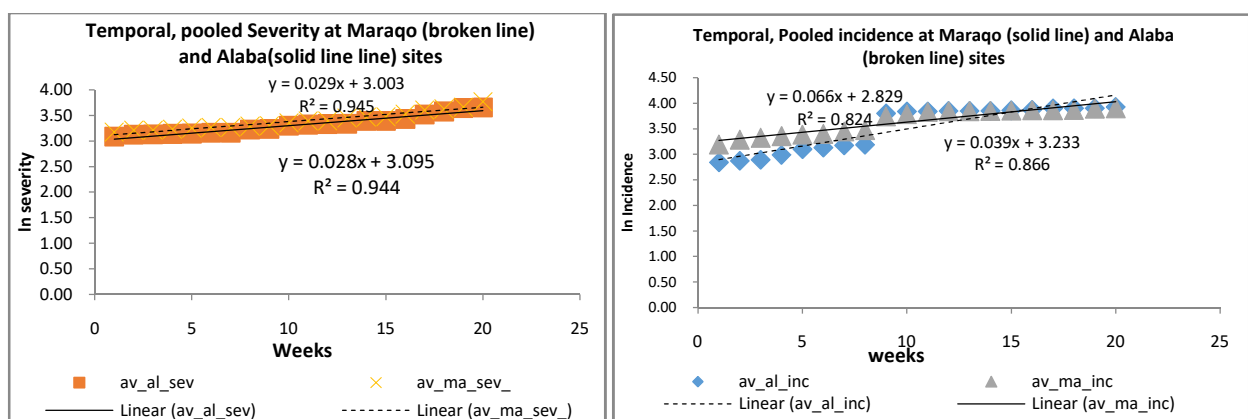 Temporal, pooled Severity at Maraqo (broken line)
and Alaba(solid line line) sites
y = 0.029x + 3.003
R² = 0.945
y = 0.028x + 3.095
R² = 0.944
ln severity
4.00
3.50
3.00
2.50
2.00
1.50
1.00
0.50
0.00
0
5
10
15
20
25
Weeks
av_al_sev
av_ma_sev_
Linear (av_al_sev)
Linear (av_ma_sev_)
Temporal, Pooled incidence at Maraqo (solid line) and Alaba
(broken line) sites
y = 0.066x + 2.829
R² = 0.824
y = 0.039x + 3.233
R² = 0.866
ln Incidence
4.50
4.00
3.50
3.00
2.50
2.00
1.50
1.00
0.50
0.00
0
5
10
15
20
25
weeks
av_al_inc
av_ma_inc
Linear (av_al_inc)
Linear (av_ma_inc)